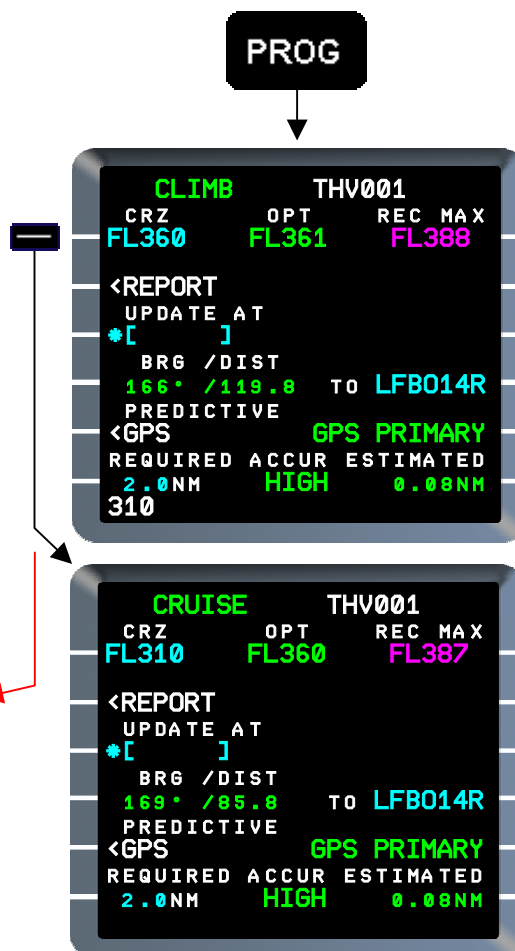 PROG
CLIMB THV001
CRZ OPT REC MAX
FL360 FL361 FL388
<REPORT
UPDATE AT
*[ ]
BRG /DIST
166° /119.8 TO LFBO14R
PREDICTIVE
<GPS GPS PRIMARY
REQUIRED ACCUR ESTIMATED
2.0NM HIGH 0.08NM
310
CRUISE THV001
CRZ OPT REC MAX
FL310 FL360 FL387
<REPORT
UPDATE AT
*[ ]
BRG /DIST
169° /85.8 TO LFBO14R
PREDICTIVE
<GPS GPS PRIMARY
REQUIRED ACCUR ESTIMATED
2.0NM HIGH 0.08NM